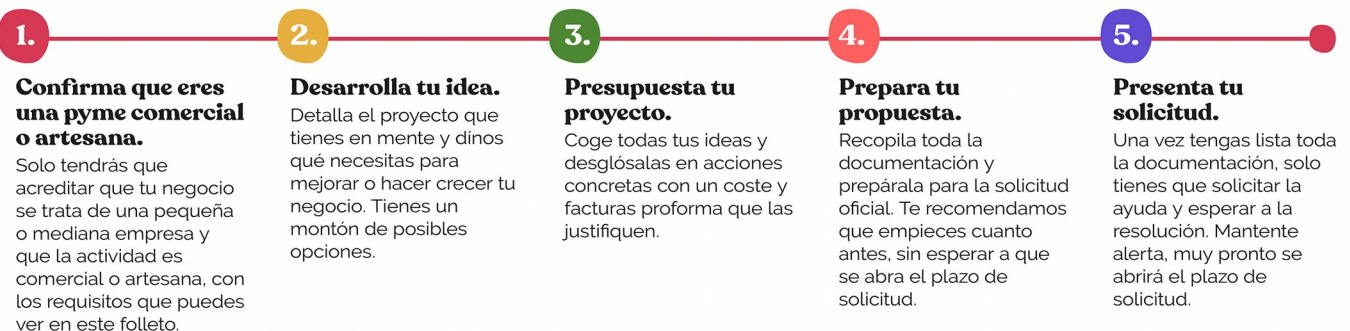 1.
Confirma que eres
una pyme comercial
o artesana.
Solo tendrás que
acreditar que tu negocio
se trata de una pequeña
o mediana empresa y
que la actividad es
comercial o artesana, con
los requisitos que puedes
ver en este folleto.
2.
Desarrolla tu idea.
Detalla el proyecto que
tienes en mente y dínos
qué necesitas para
mejorar o hacer crecer tu
negocio. Tienes un
montón de posibles
opciones.
3.
Presupuesta tu
proyecto.
Coge todas tus ideas y
desglósalas en acciones
concretas con un coste y
facturas proforma que las
justifiquen.
4.
Prepara tu
propuesta.
Recopila toda la
documentación y
prepárala para la solicitud
oficial. Te recomendamos
que empieces cuanto
antes, sin esperar a que
se abra el plazo de
solicitud.
5.
Presenta tu
solicitud.
Una vez tengas lista toda
la documentación, solo
tienes que solicitar la
ayuda y esperar a la
resolución. Mantente
alerta, muy pronto se
abrirá el plazo de
solicitud.